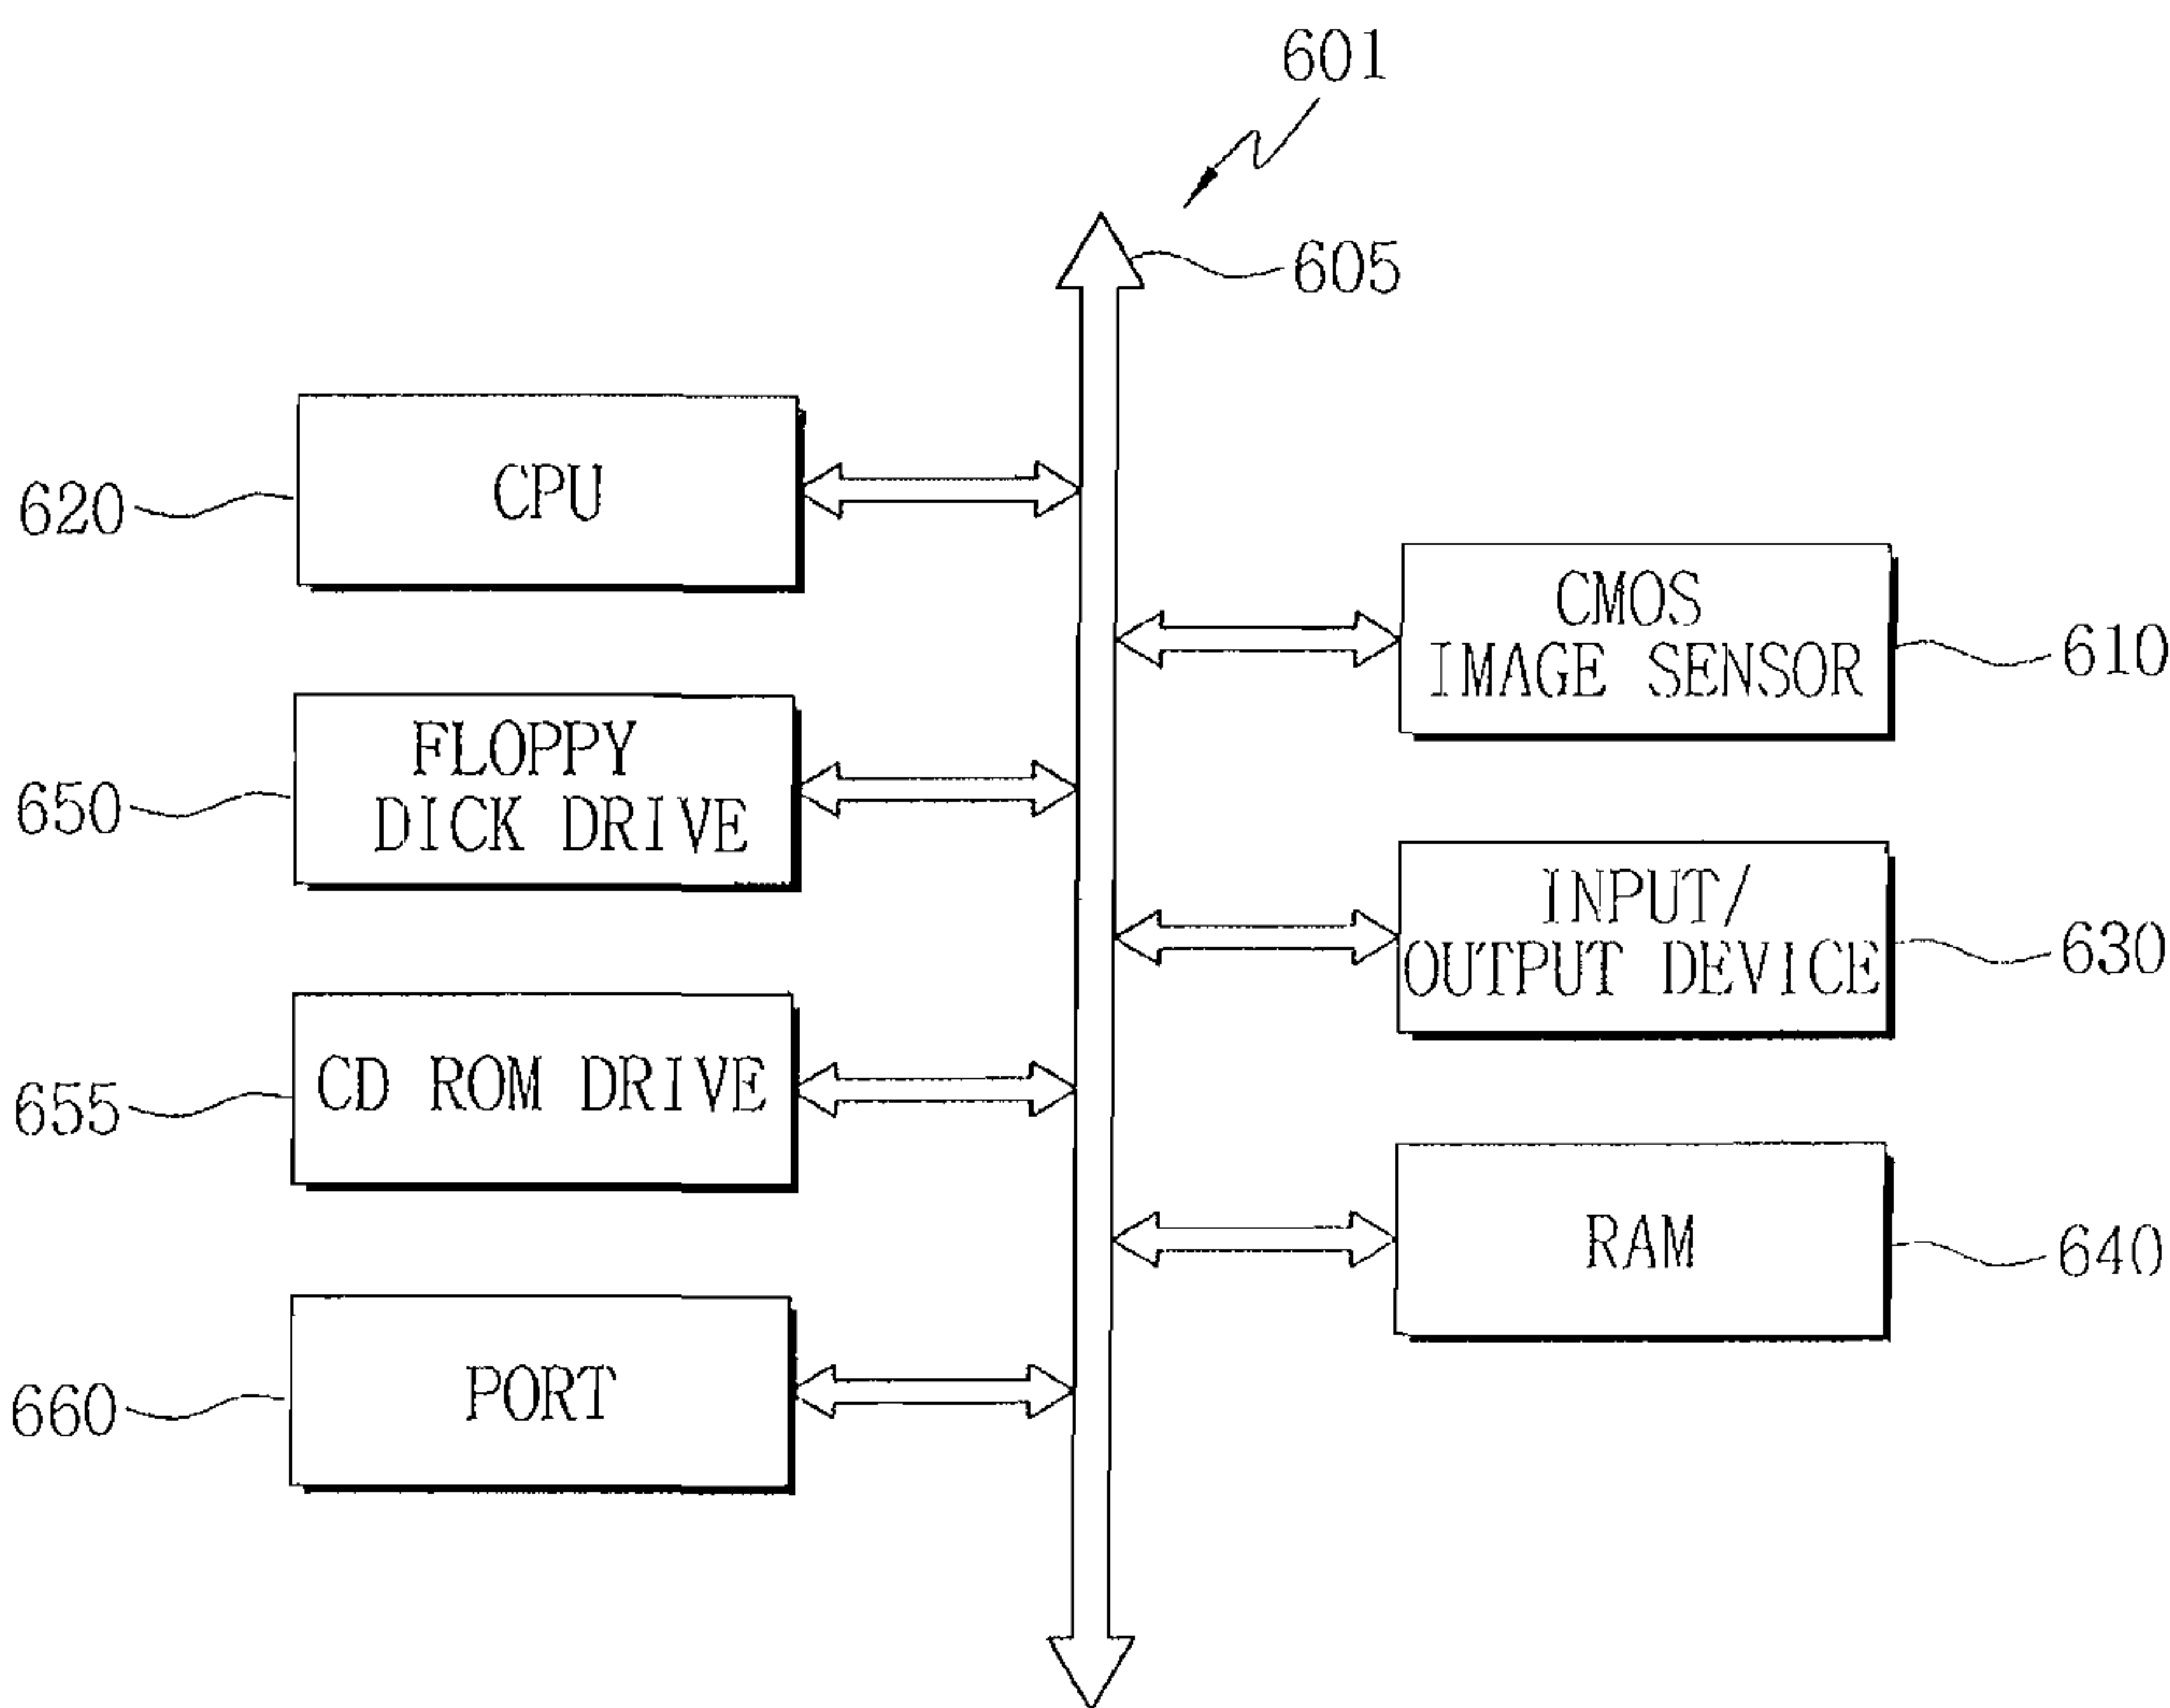 601
605
CPU
620
CMOS
IMAGE SENSOR
610
FLOPPY
DICK DRIVE
650
INPUT/
OUTPUT DEVICE
630
CD ROM DRIVE
655
RAM
640
PORT
660